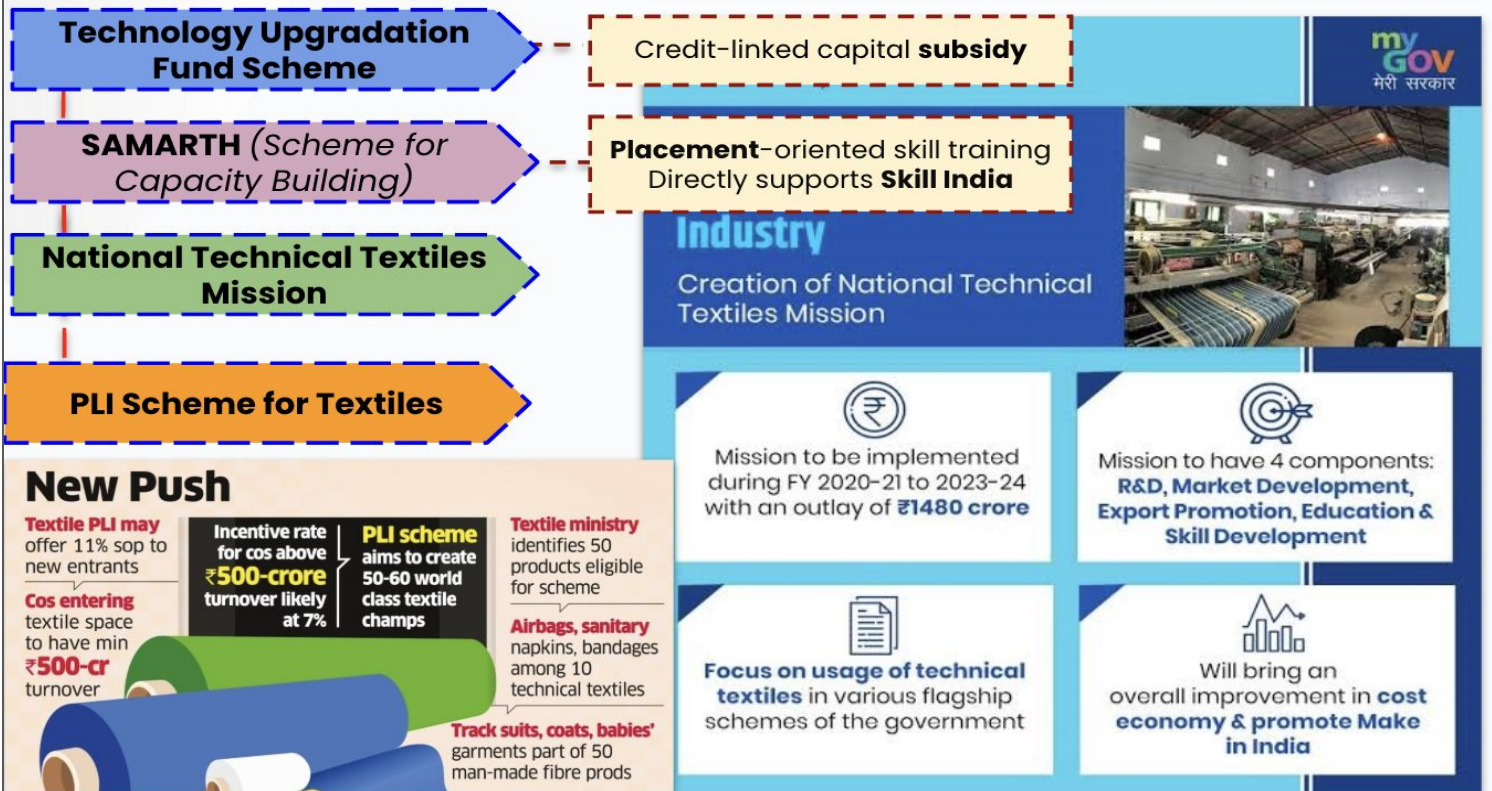 Technology Upgradation
Fund Scheme
Credit-linked capital subsidy
SAMARTH (Scheme for
Capacity Building)
Placement-oriented skill training
Directly supports Skill India
National Technical Textiles
Mission
PLI Scheme for Textiles
my
GOV
मेरी सरकार
Industry
Creation of National Technical
Textiles Mission
Mission to be implemented
during FY 2020-21 to 2023-24
with an outlay of ₹1480 crore
Mission to have 4 components:
R&D, Market Development,
Export Promotion, Education &
Skill Development
Focus on usage of technical
textiles in various flagship
schemes of the government
Will bring an
overall improvement in cost
economy & promote Make
in India
New Push
Textile PLI may
offer 11% sop to
new entrants
Cos entering
textile space
to have min
₹500-cr
turnover
Incentive rate
for cos above
₹500-crore
turnover likely
at 7%
PLI scheme
aims to create
50-60 world
class textile
champs
Textile ministry
identifies 50
products eligible
for scheme
Airbags, sanitary
napkins, bandages
among 10
technical textiles
Track suits, coats, babies'
garments part of 50
man-made fibre prods